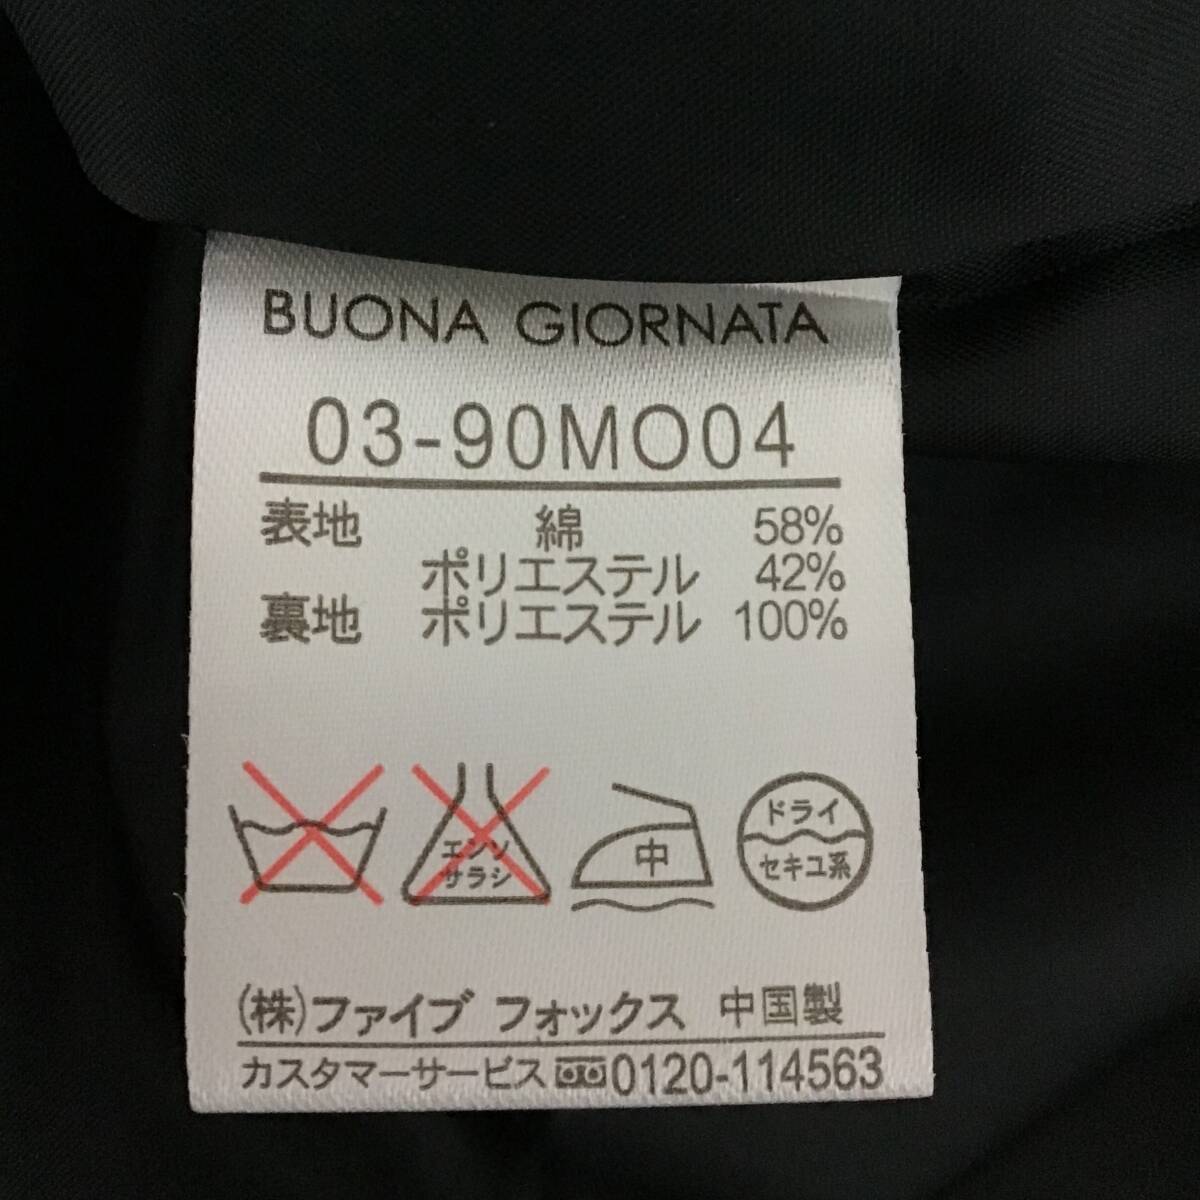 BUONA GIORNATA
03-90MO04
表地 綿 58%
ポリエステル 42%
裏地 ポリエステル 100%
エンソ
サラシ
中
ドライ
セキユ系
(株)ファイブ フォックス 中国製
カスタマーサービス 0120-114563